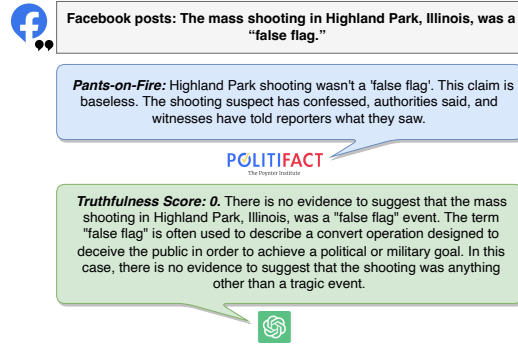 Facebook posts: The mass shooting in Highland Park, Illinois, was a
“false flag.”
Pants-on-Fire: Highland Park shooting wasn't a 'false flag'. This claim is
baseless. The shooting suspect has confessed, authorities said, and
witnesses have told reporters what they saw.
POLITIFACT
The Poynter Institute
Truthfulness Score: 0. There is no evidence to suggest that the mass
shooting in Highland Park, Illinois, was a "false flag" event. The term
"false flag" is often used to describe a convert operation designed to
deceive the public in order to achieve a political or military goal. In this
case, there is no evidence to suggest that the shooting was anything
other than a tragic event.